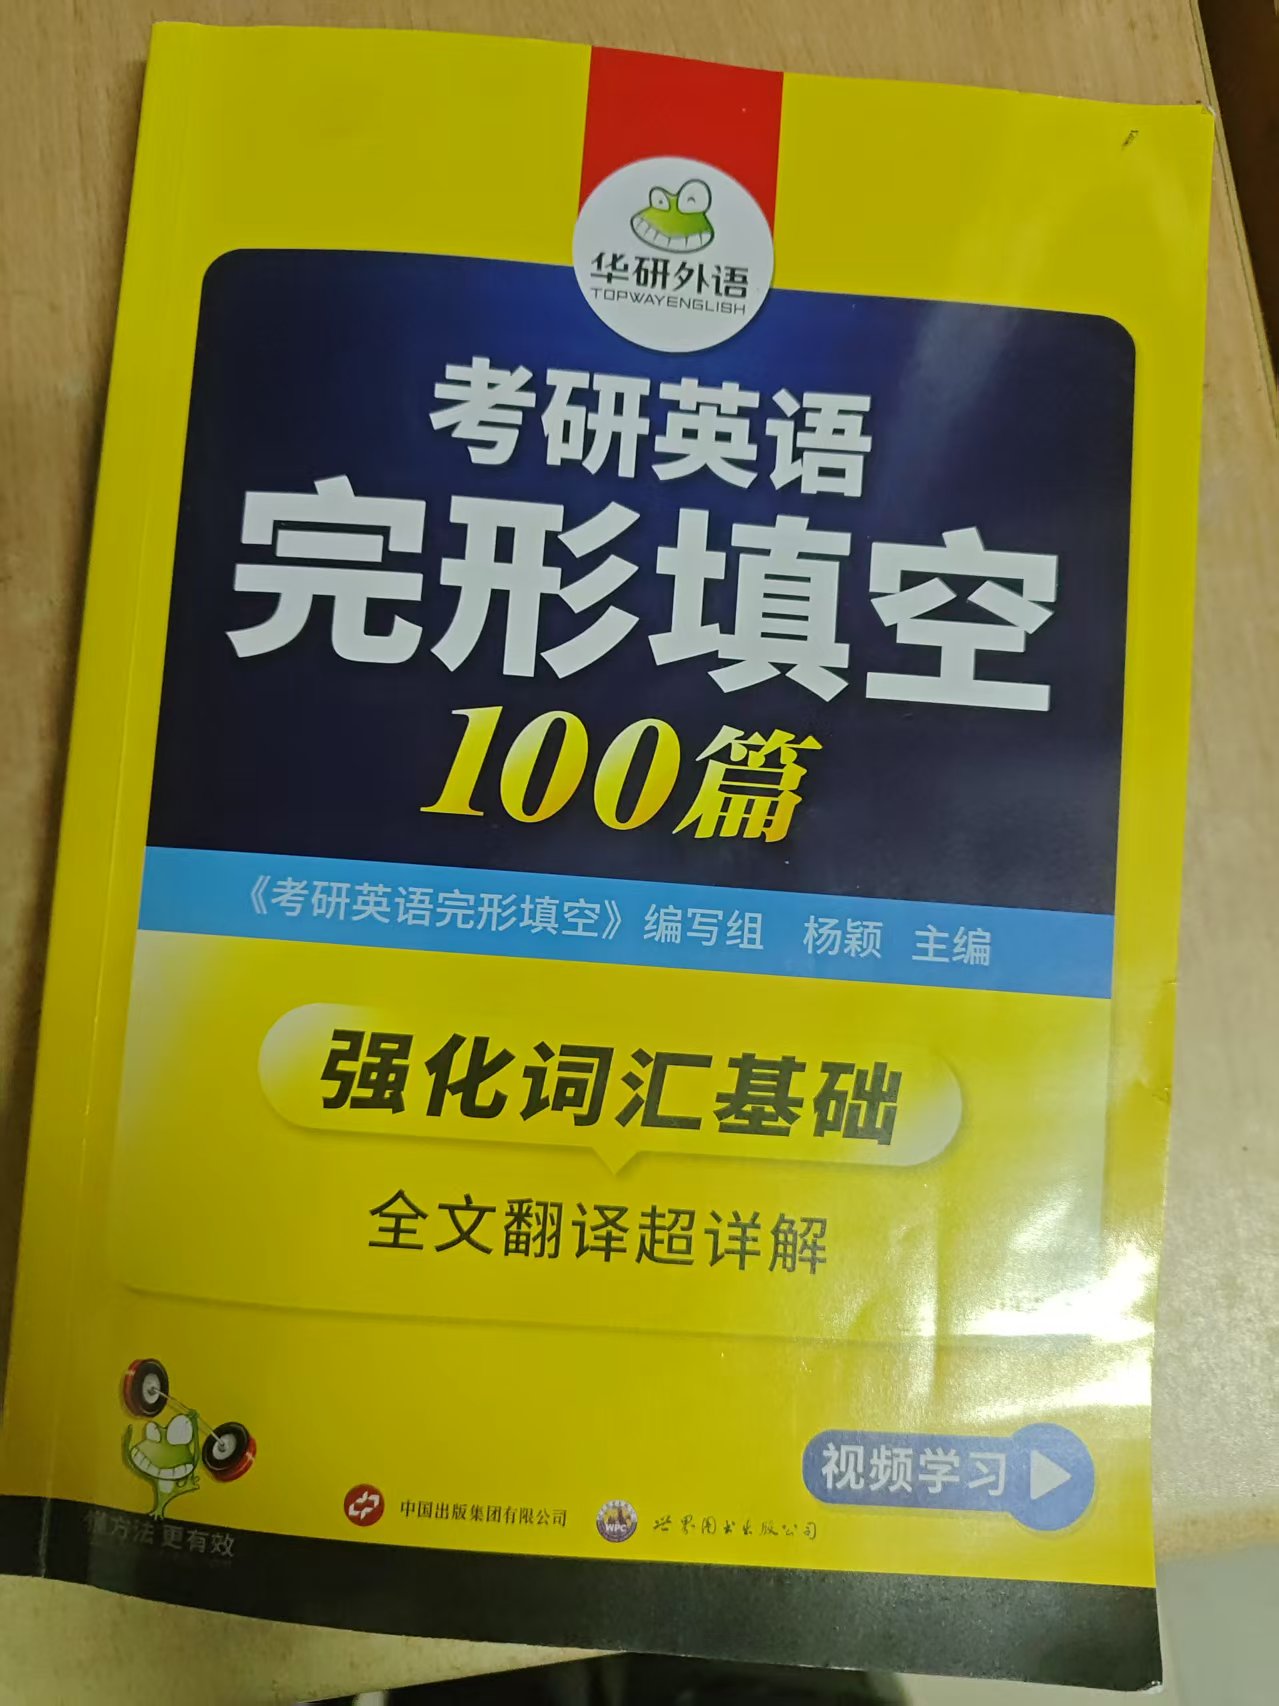 华研外语
TOPWAYENGLISH
考研英语
完形填空
100篇
《考研英语完形填空》编写组 杨颖 主编
强化词汇基础
全文翻译超详解
视频学习
中国出版集团有限公司
WPC
世界图书出版公司
懂方法 更有效